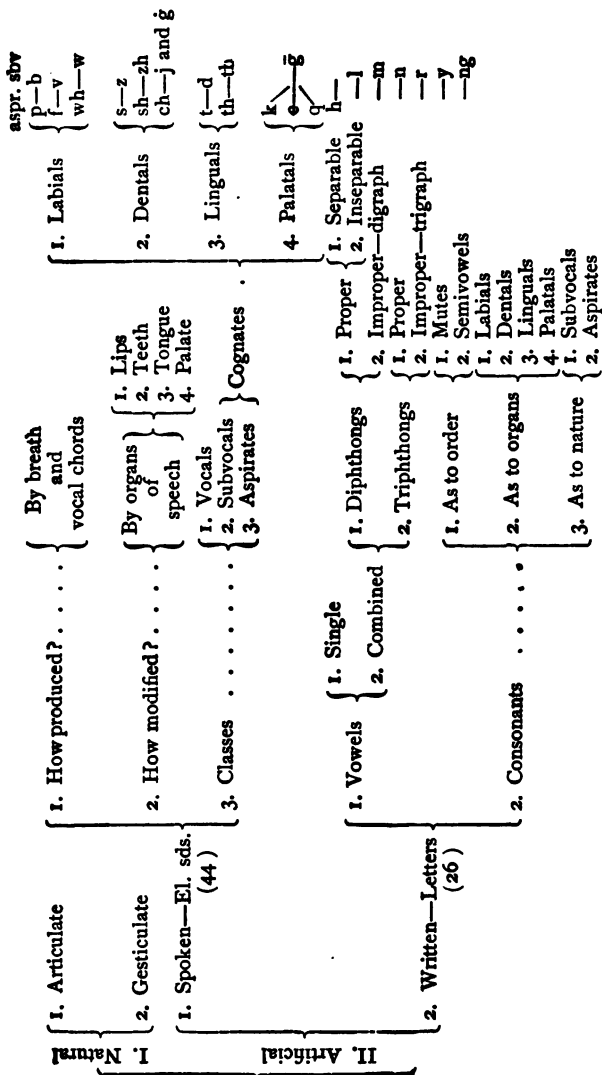 I. Natural
II. Artificial
1. Articulate
2. Gesticulate
1. Spoken—El. sds.
(44)
2. Written—Letters
(26)
1. How produced? . . . .
2. How modified? . . . .
3. Classes . . . . . . .
By breath
and
vocal chords
By organs
of
speech
1. Lips
2. Teeth
3. Tongue
4. Palate
1. Vocals
2. Subvocals
3. Aspirates
Cognates .
1. Labials
2. Dentals
3. Linguals
4. Palatals
aspr. sbv
p—b
f—v
wh—w
s—z
sh—zh
ch—j and ġ
t—d
th—tb
k
ḡ
q
h—
—l
—m
—n
—r
—y
—ng
1. Vowels
2. Consonants . . . . .
1. Single
2. Combined
1. Diphthongs
2. Triphthongs
1. Proper
2. Improper—digraph
1. Separable
2. Inseparable
1. Proper
2. Improper—trigraph
1. As to order
2. As to organs
3. As to nature
1. Mutes
2. Semivowels
1. Labials
2. Dentals
3. Linguals
4. Palatals
1. Subvocals
2. Aspirates